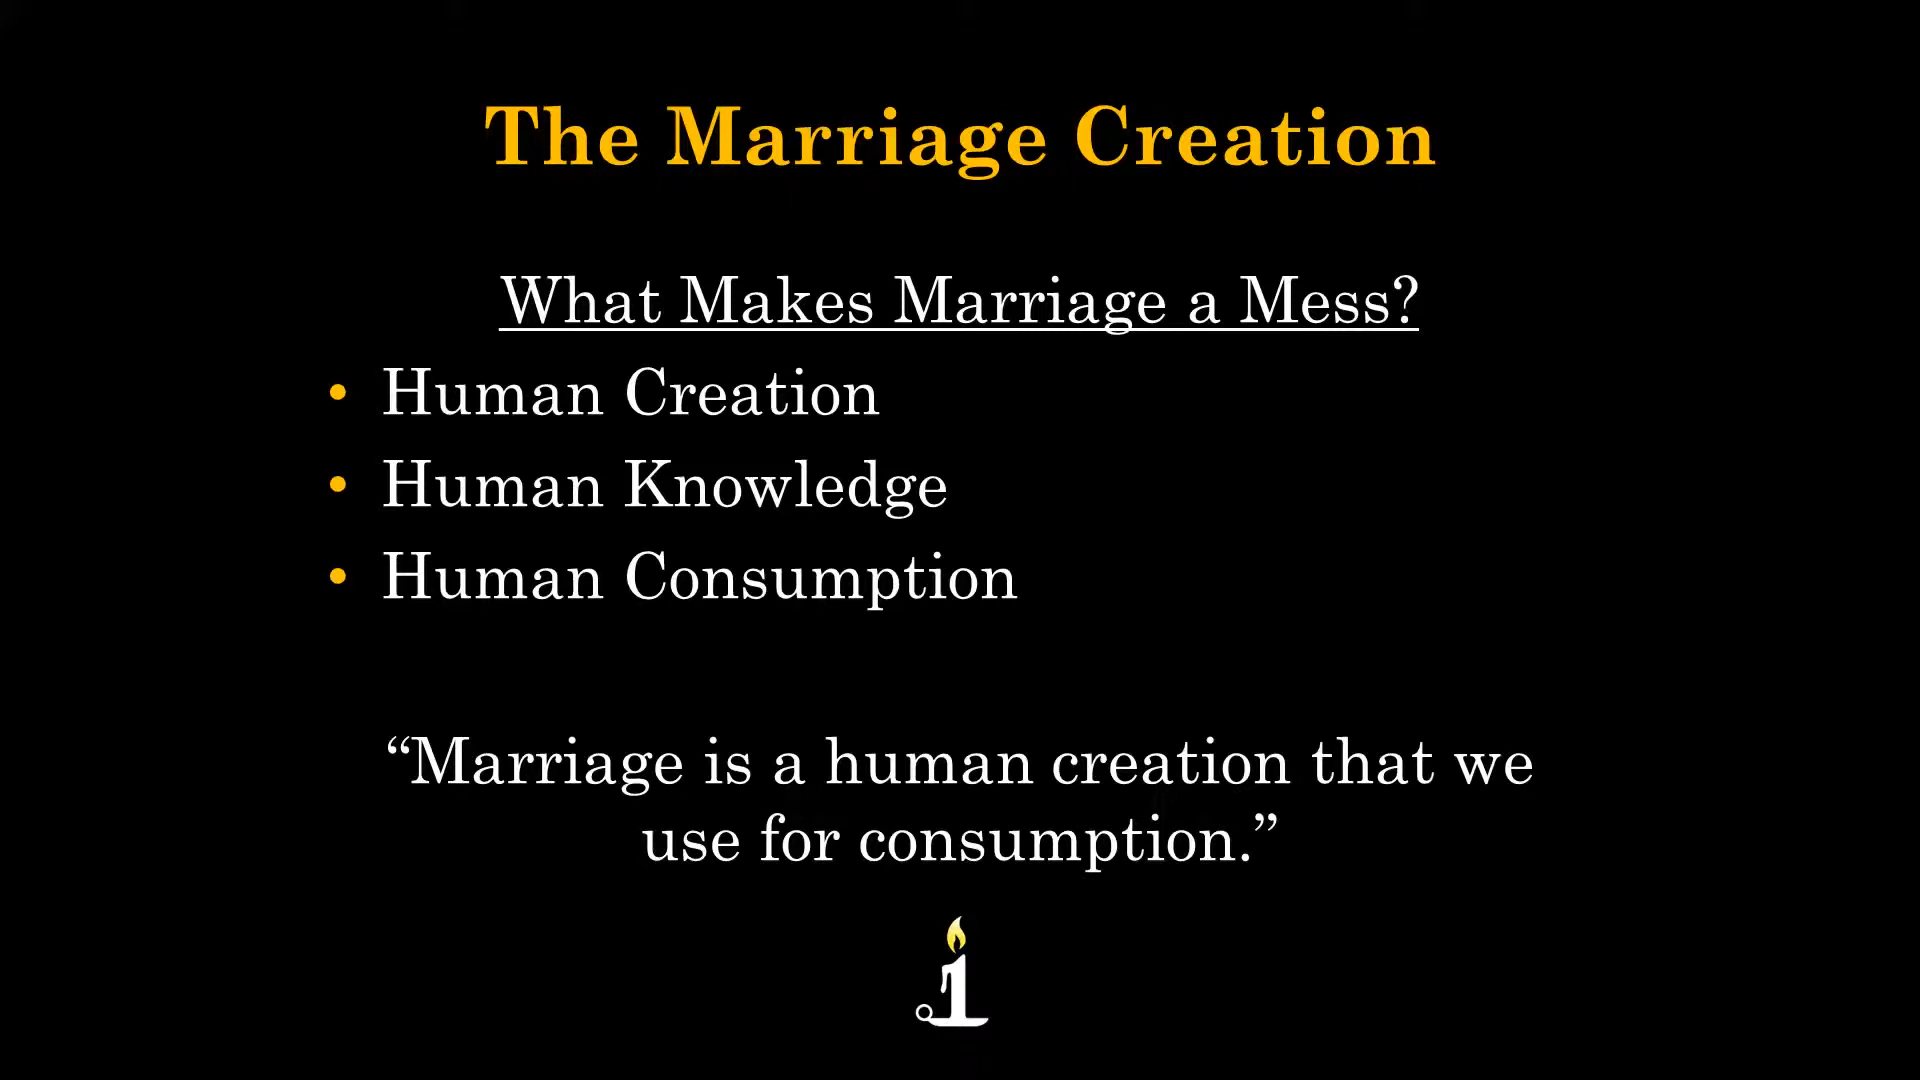 The Marriage Creation
What Makes Marriage a Mess?
• Human Creation
• Human Knowledge
• Human Consumption
“Marriage is a human creation that we
use for consumption.”